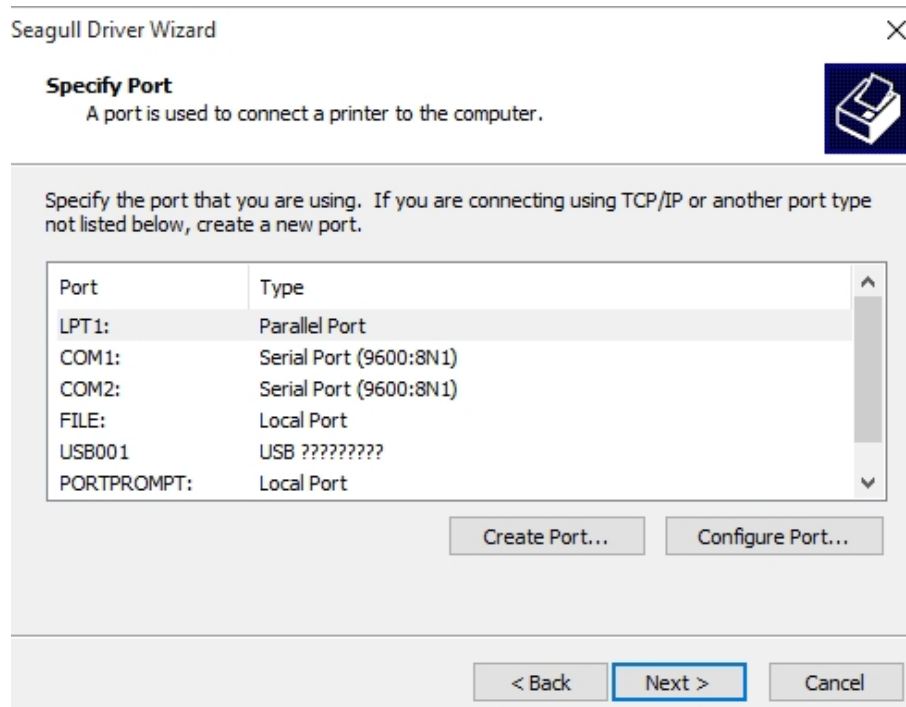 Seagull Driver Wizard
Specify Port
A port is used to connect a printer to the computer.
Specify the port that you are using. If you are connecting using TCP/IP or another port type
not listed below, create a new port.
Port Type
LPT1: Parallel Port
COM1: Serial Port (9600:8N1)
COM2: Serial Port (9600:8N1)
FILE: Local Port
USB001 USB ?????????
PORTPROMPT: Local Port
Create Port... Configure Port...
< Back Next > Cancel